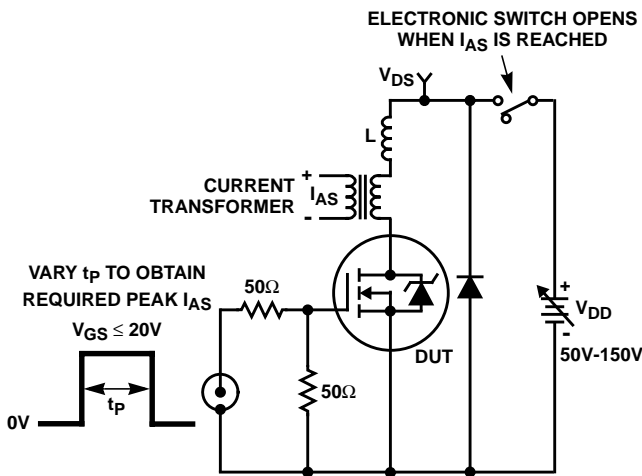 ELECTRONIC SWITCH OPENS
WHEN I_AS IS REACHED
V_DS
L
+
CURRENT
TRANSFORMER
I_AS
-
VARY t_P TO OBTAIN
REQUIRED PEAK I_AS
50Ω
V_GS ≤ 20V
+
V_DD
-
DUT
50V-150V
50Ω
0V
t_P